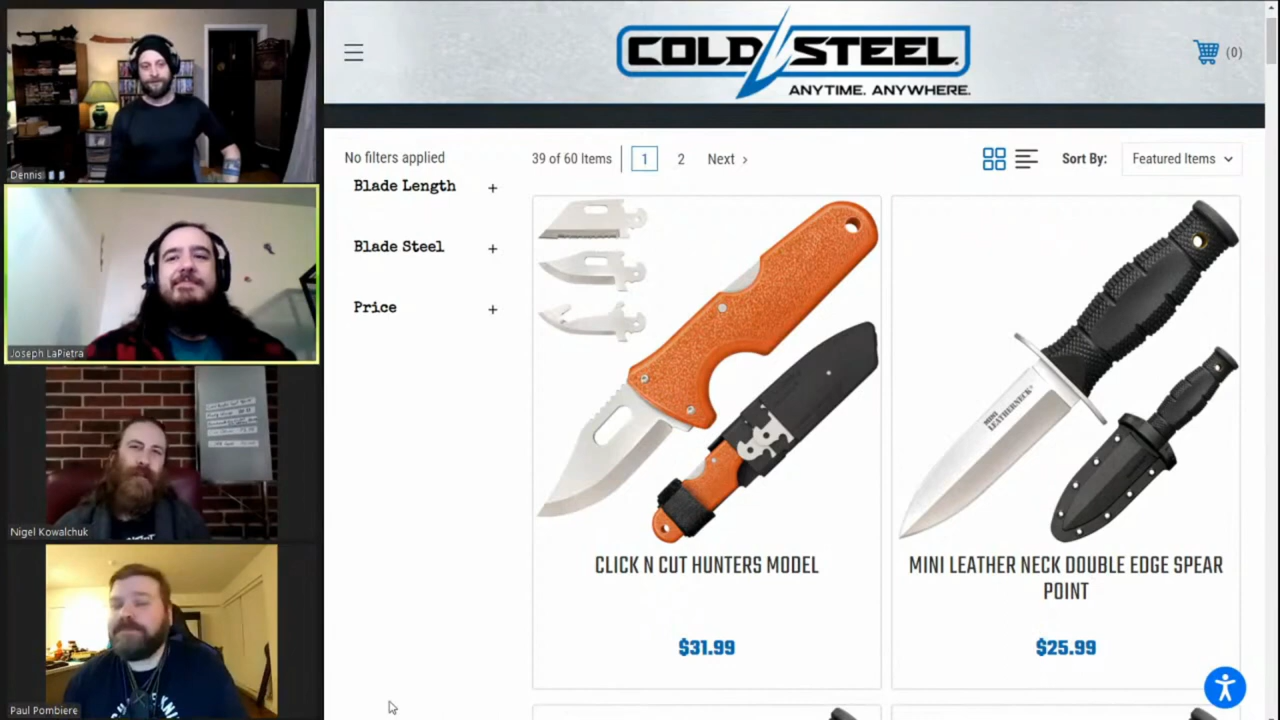 COLD STEEL
ANYTIME. ANYWHERE.
(0)
No filters applied
39 of 60 Items
1
2
Next ›
Sort By:
Featured Items
Blade Length +
Blade Steel +
Price +
MINI
LEATHERNECK
CLICK N CUT HUNTERS MODEL
$31.99
MINI LEATHER NECK DOUBLE EDGE SPEAR
POINT
$25.99
Dennis
Joseph LaPietra
Nigel Kowalchuk
Paul Pombiere